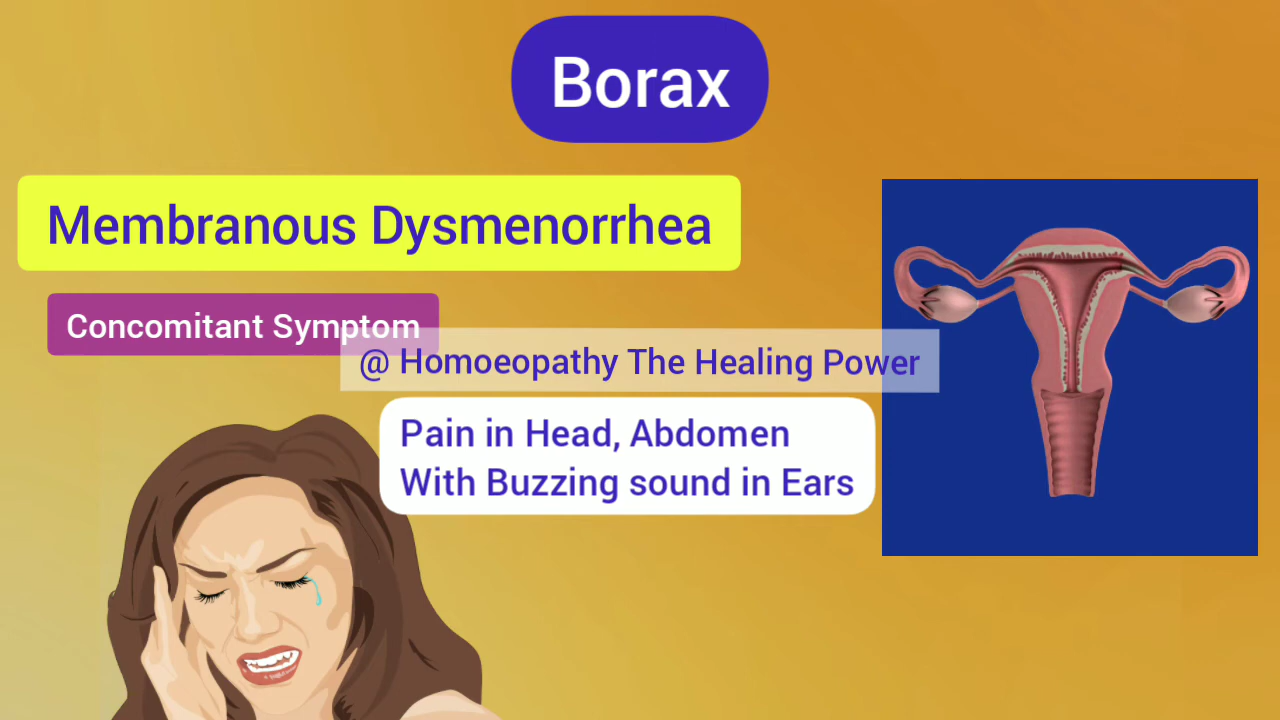 Borax
Membranous Dysmenorrhea
Concomitant Symptom
@ Homoeopathy The Healing Power
Pain in Head, Abdomen
With Buzzing sound in Ears